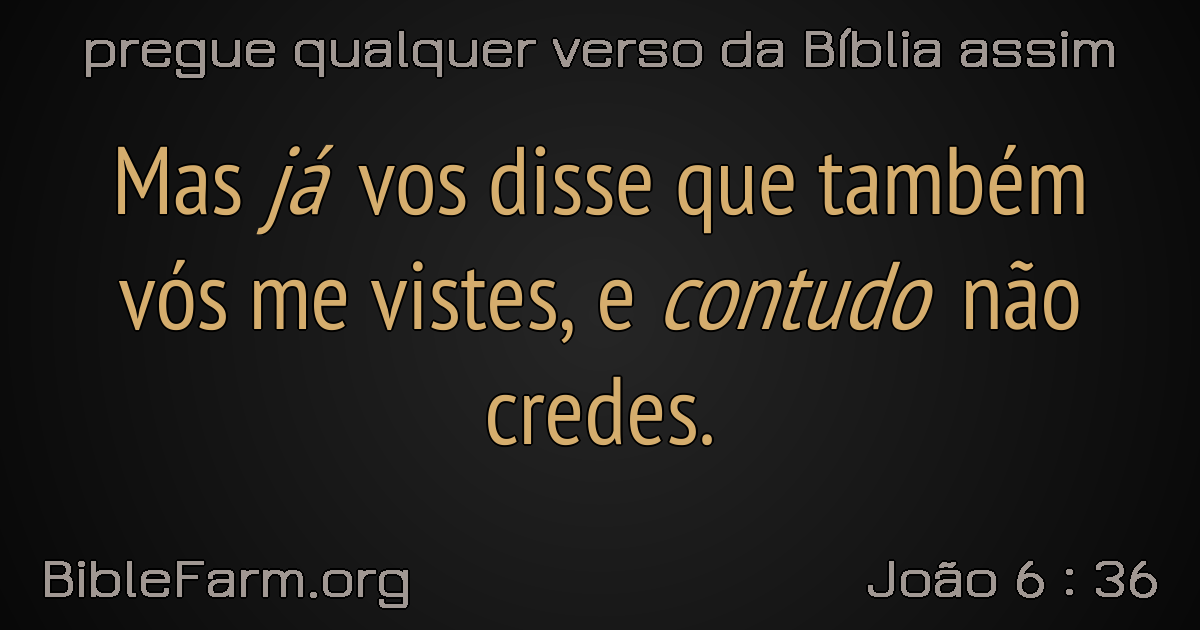 pregue qualquer verso da Bíblia assim
Mas já vos disse que também
vós me vistes, e contudo não
credes.
BibleFarm.org
João 6 : 36